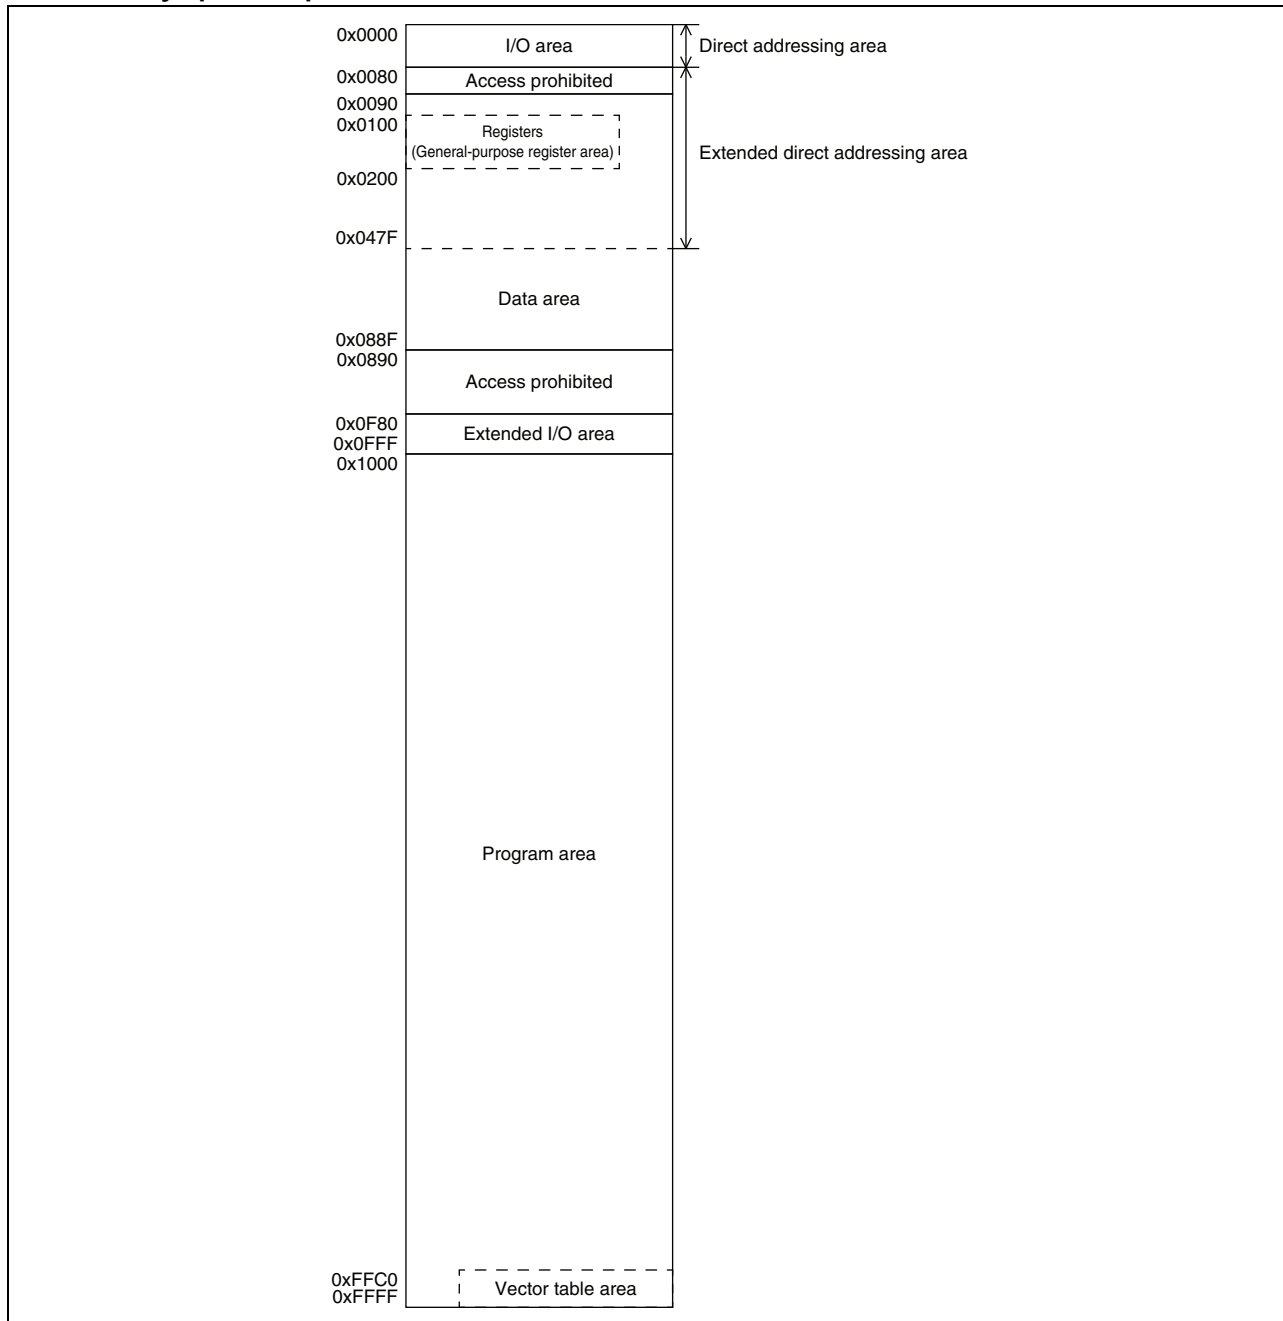 0x0000
I/O area
Direct addressing area
0x0080
Access prohibited
0x0090
0x0100
Registers
(General-purpose register area)
Extended direct addressing area
0x0200
0x047F
Data area
0x088F
0x0890
Access prohibited
0x0F80
Extended I/O area
0x0FFF
0x1000
Program area
0xFFC0
Vector table area
0xFFFF